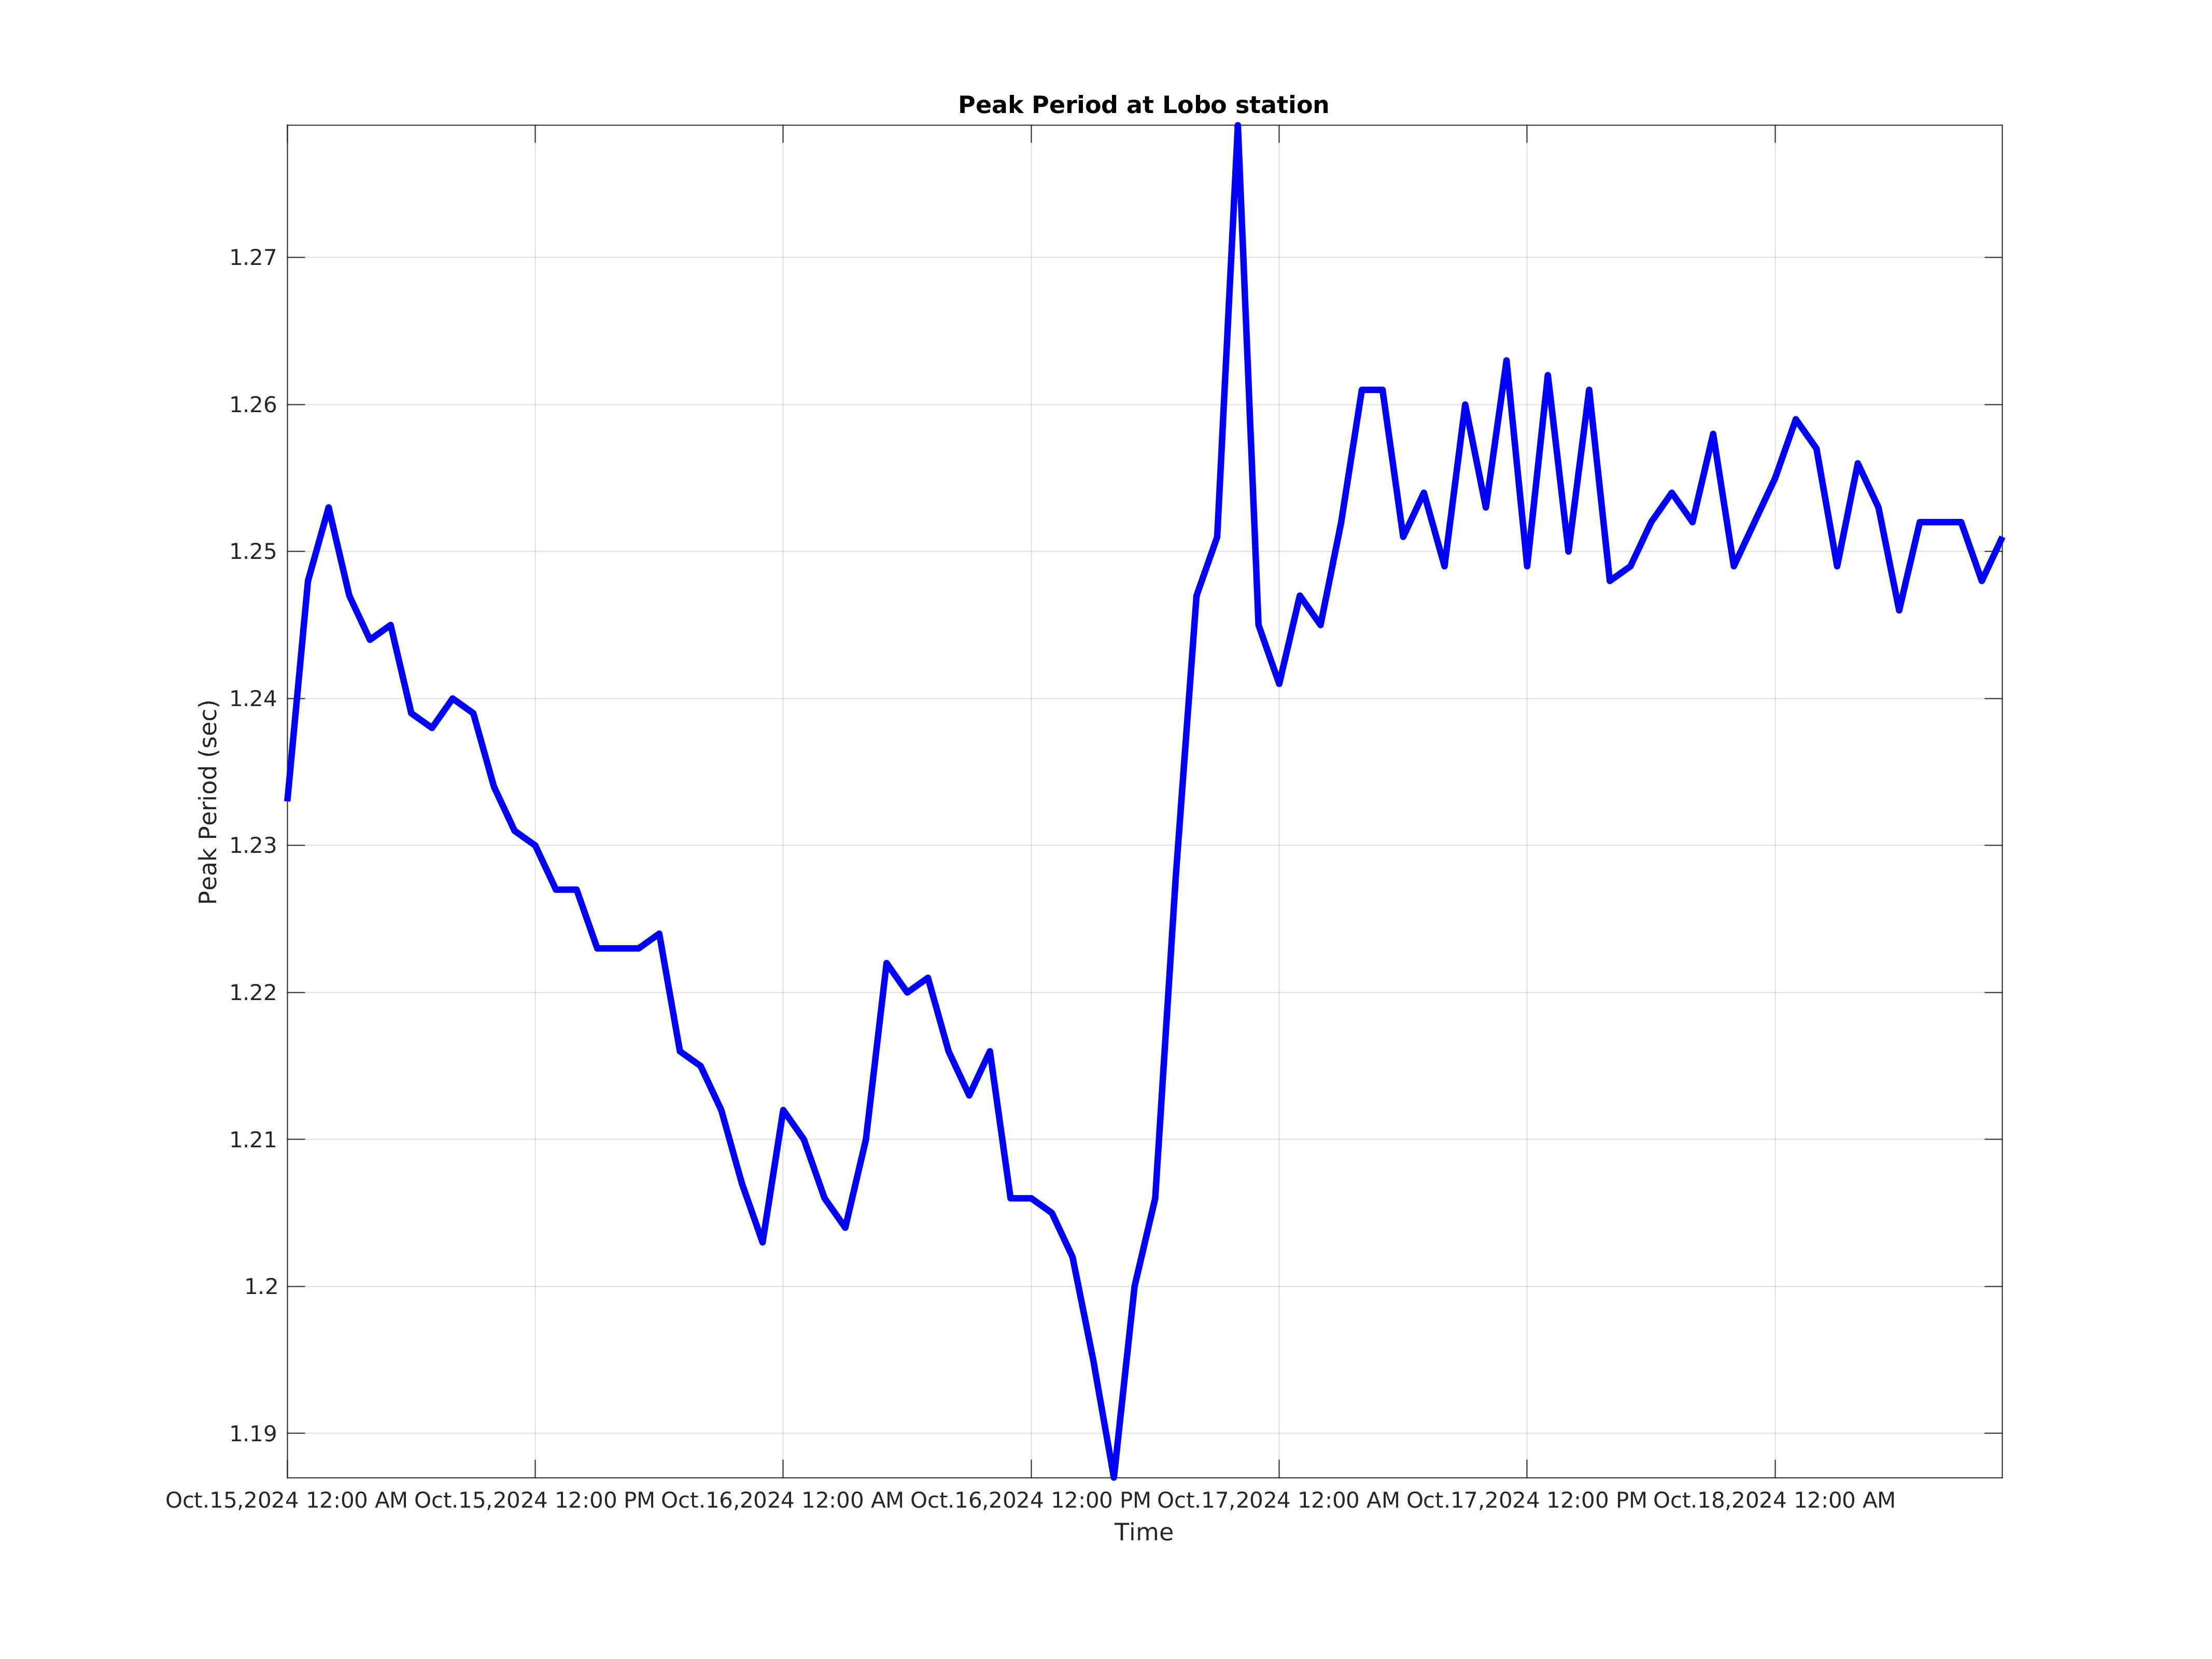 Peak Period at Lobo station
1.27
1.26
1.25
1.24
1.23
1.22
1.21
1.2
1.19
Peak Period (sec)
Oct.15,2024 12:00 AM Oct.15,2024 12:00 PM Oct.16,2024 12:00 AM Oct.16,2024 12:00 PM Oct.17,2024 12:00 AM Oct.17,2024 12:00 PM Oct.18,2024 12:00 AM
Time